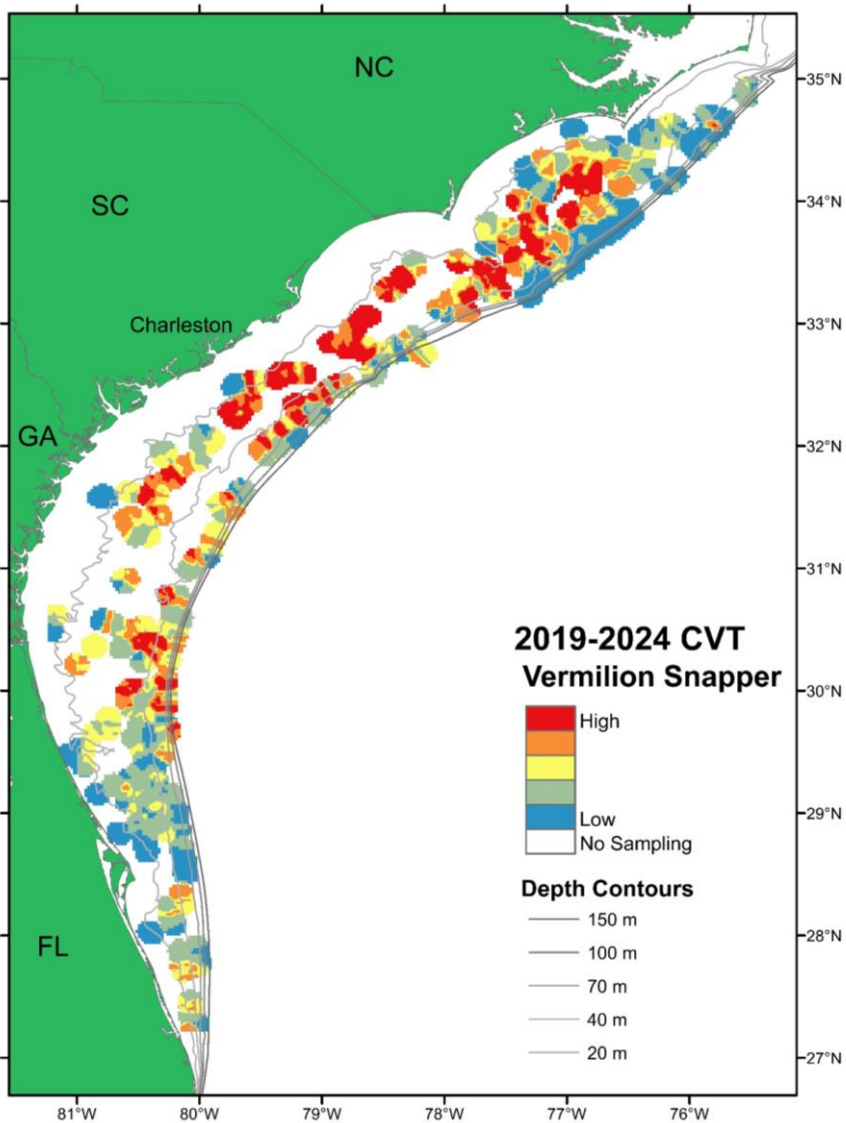 NC
35°N
SC
34°N
Charleston
33°N
GA
32°N
31°N
2019-2024 CVT
Vermilion Snapper
30°N
High
Low
No Sampling
29°N
Depth Contours
150 m
28°N
FL
100 m
70 m
40 m
20 m
27°N
81°W 80°W 79°W 78°W 77°W 76°W